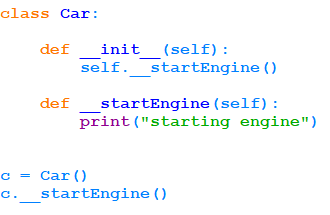 class Car:
    def __init__(self):
        self.__startEngine()
    def __startEngine(self):
        print("starting engine")
c = Car()
c.__startEngine()